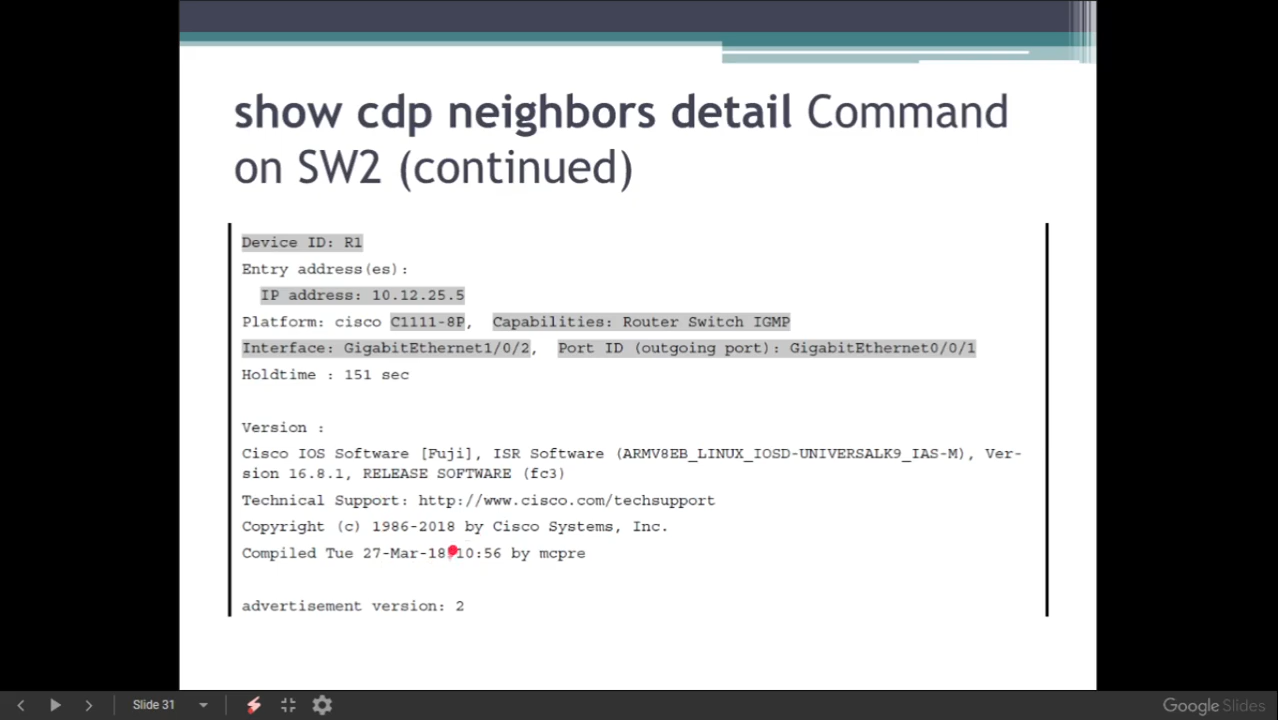 show cdp neighbors detail Command
on SW2 (continued)
Device ID: R1
Entry address(es):
IP address: 10.12.25.5
Platform: cisco C1111-8P, Capabilities: Router Switch IGMP
Interface: GigabitEthernet1/0/2, Port ID (outgoing port): GigabitEthernet0/0/1
Holdtime : 151 sec
Version :
Cisco IOS Software [Fuji], ISR Software (ARMV8EB_LINUX_IOSD-UNIVERSALK9_IAS-M), Ver-
sion 16.8.1, RELEASE SOFTWARE (fc3)
Technical Support: http://www.cisco.com/techsupport
Copyright (c) 1986-2018 by Cisco Systems, Inc.
Compiled Tue 27-Mar-18 10:56 by mcpre
advertisement version: 2
Slide 31
Google Slides